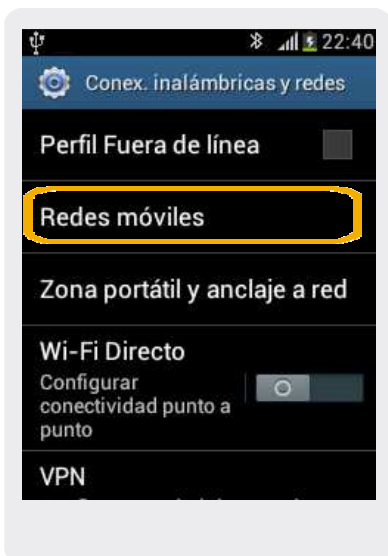 22:40
Conex. inalámbricas y redes
Perfil Fuera de línea
Redes móviles
Zona portátil y anclaje a red
Wi-Fi Directo
Configurar
conectividad punto a
punto
VPN